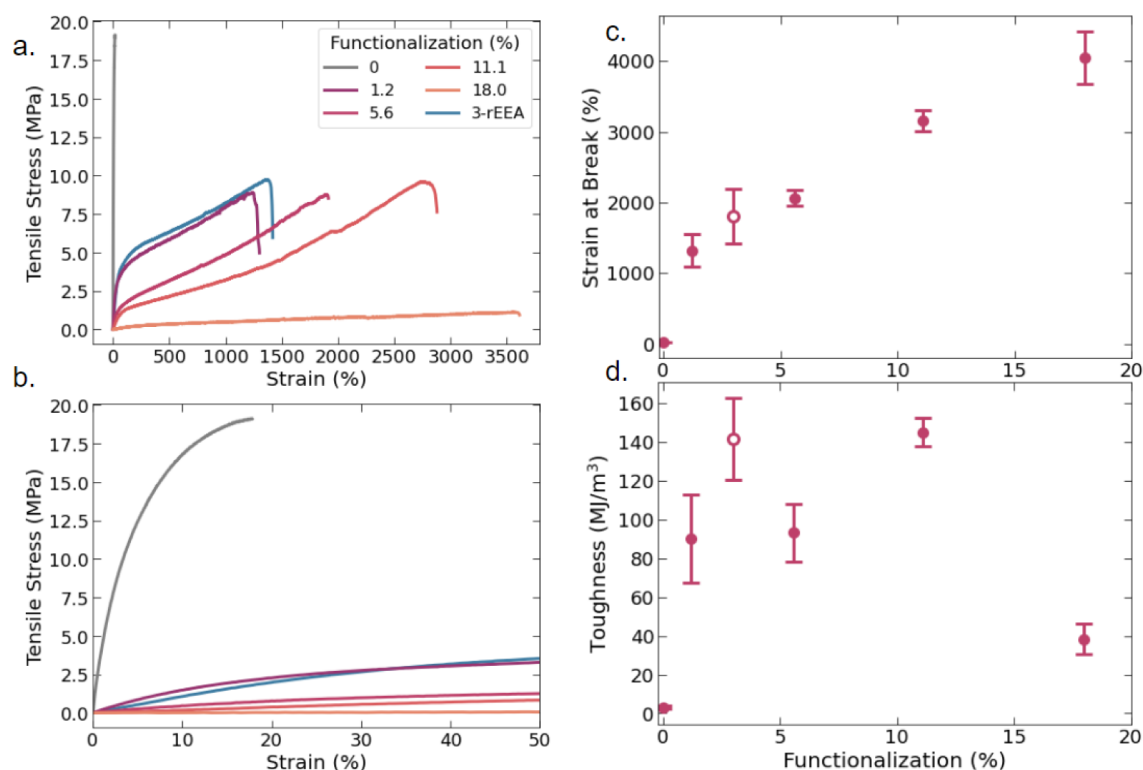 a.
20.0
17.5
15.0
12.5
10.0
7.5
5.0
2.5
0.0
Tensile Stress (MPa)
Functionalization (%)
0 11.1
1.2 18.0
5.6 3-rEEA
0 500 1000 1500 2000 2500 3000 3500
Strain (%)
b.
20.0
17.5
15.0
12.5
10.0
7.5
5.0
2.5
0.0
Tensile Stress (MPa)
0 10 20 30 40 50
Strain (%)
c.
4000
3000
2000
1000
0
Strain at Break (%)
0 5 10 15 20
d.
160
140
120
100
80
60
40
20
0
Toughness (MJ/m³)
0 5 10 15 20
Functionalization (%)